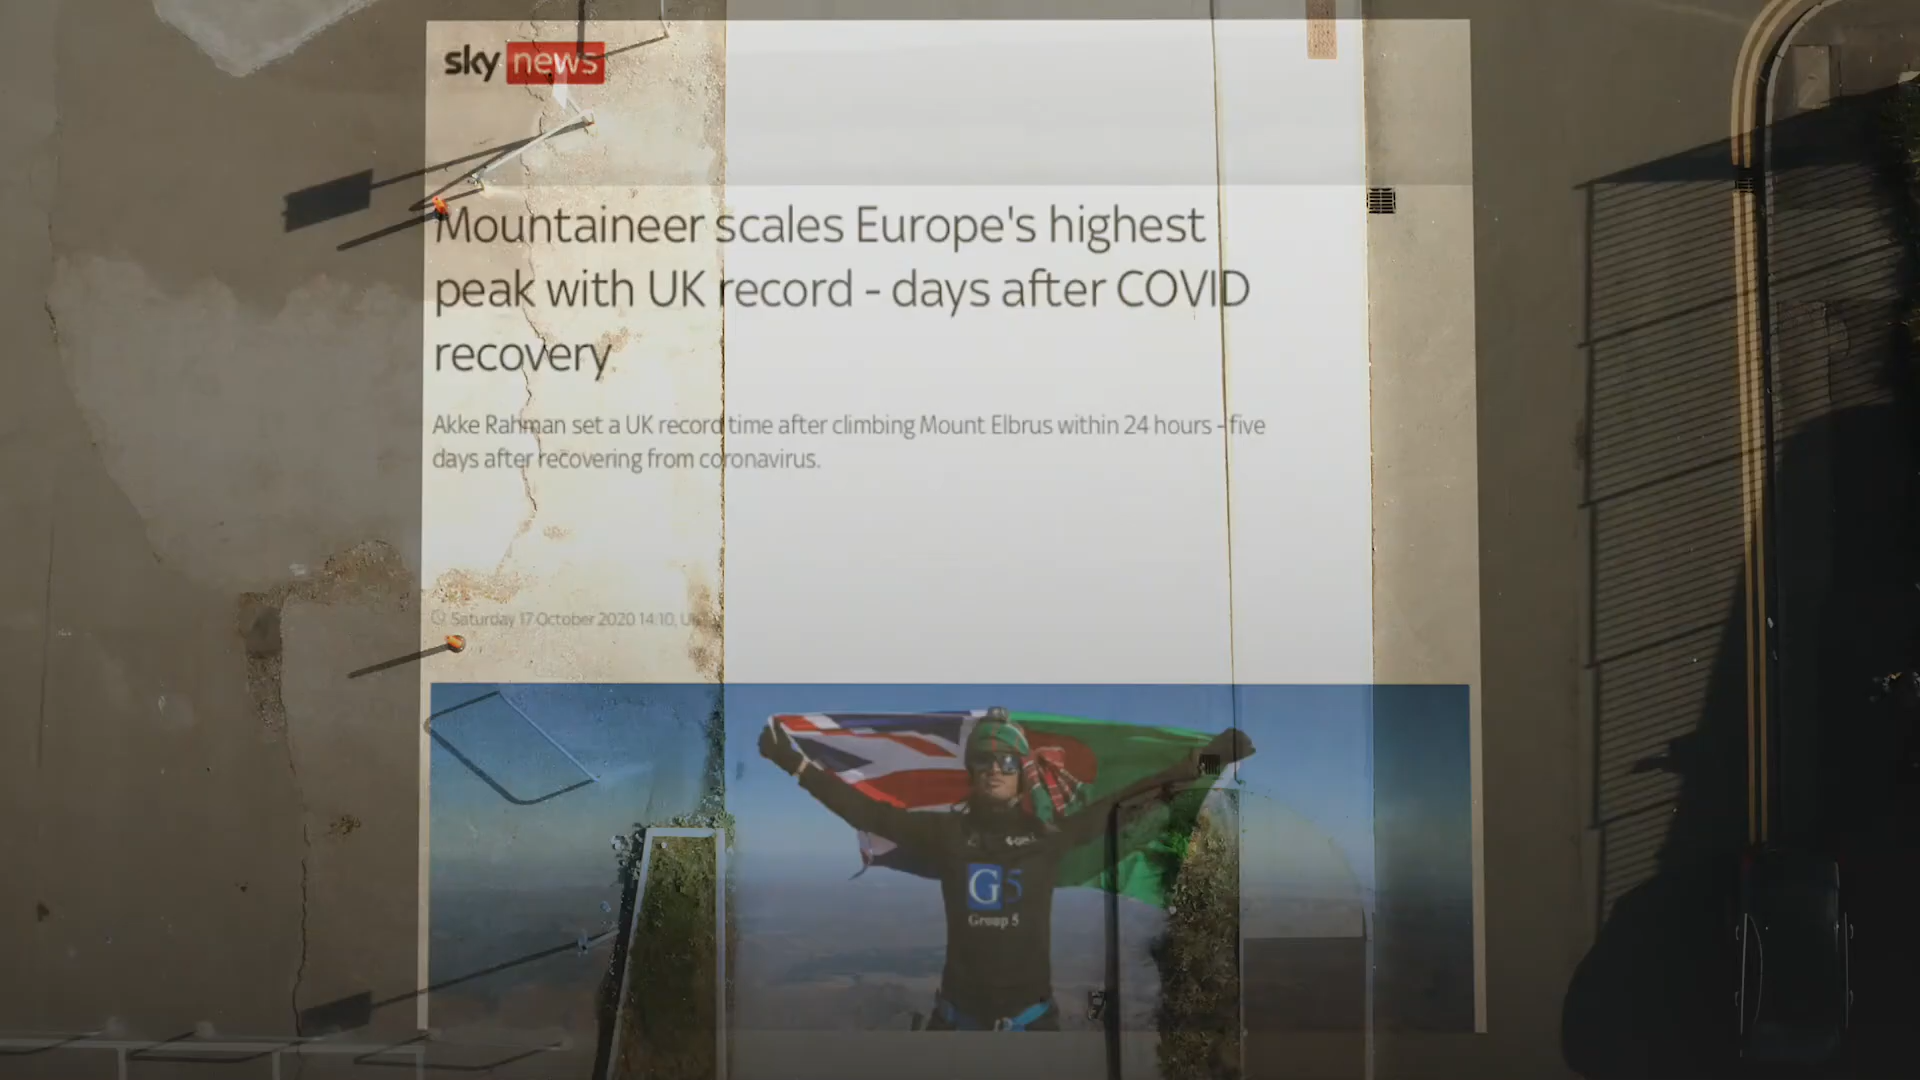 sky news
Mountaineer scales Europe's highest
peak with UK record - days after COVID
recovery
Akke Rahman set a UK record time after climbing Mount Elbrus within 24 hours - five
days after recovering from coronavirus.
Saturday 17 October 2020 14:10, UK
G5
Group 5